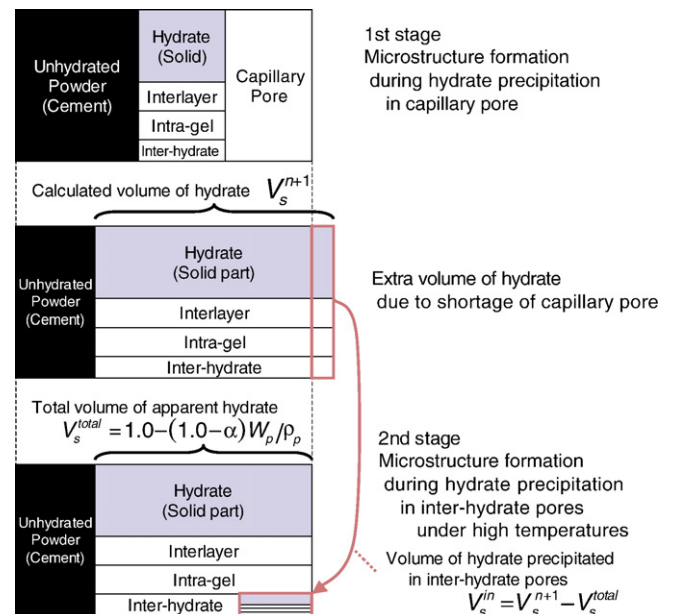 Unhydrated
Powder
(Cement)
Hydrate
(Solid)
Interlayer
Intra-gel
Inter-hydrate
Capillary
Pore
1st stage
Microstructure formation
during hydrate precipitation
in capillary pore
Calculated volume of hydrate V_s^{n+1}
Unhydrated
Powder
(Cement)
Hydrate
(Solid part)
Interlayer
Intra-gel
Inter-hydrate
Extra volume of hydrate
due to shortage of capillary pore
Total volume of apparent hydrate
V_s^{total} = 1.0−(1.0−α)W_p/ρ_p
Unhydrated
Powder
(Cement)
Hydrate
(Solid part)
Interlayer
Intra-gel
Inter-hydrate
2nd stage
Microstructure formation
during hydrate precipitation
in inter-hydrate pores
under high temperatures
Volume of hydrate precipitated
in inter-hydrate pores
V_s^{in} = V_s^{n+1} − V_s^{total}